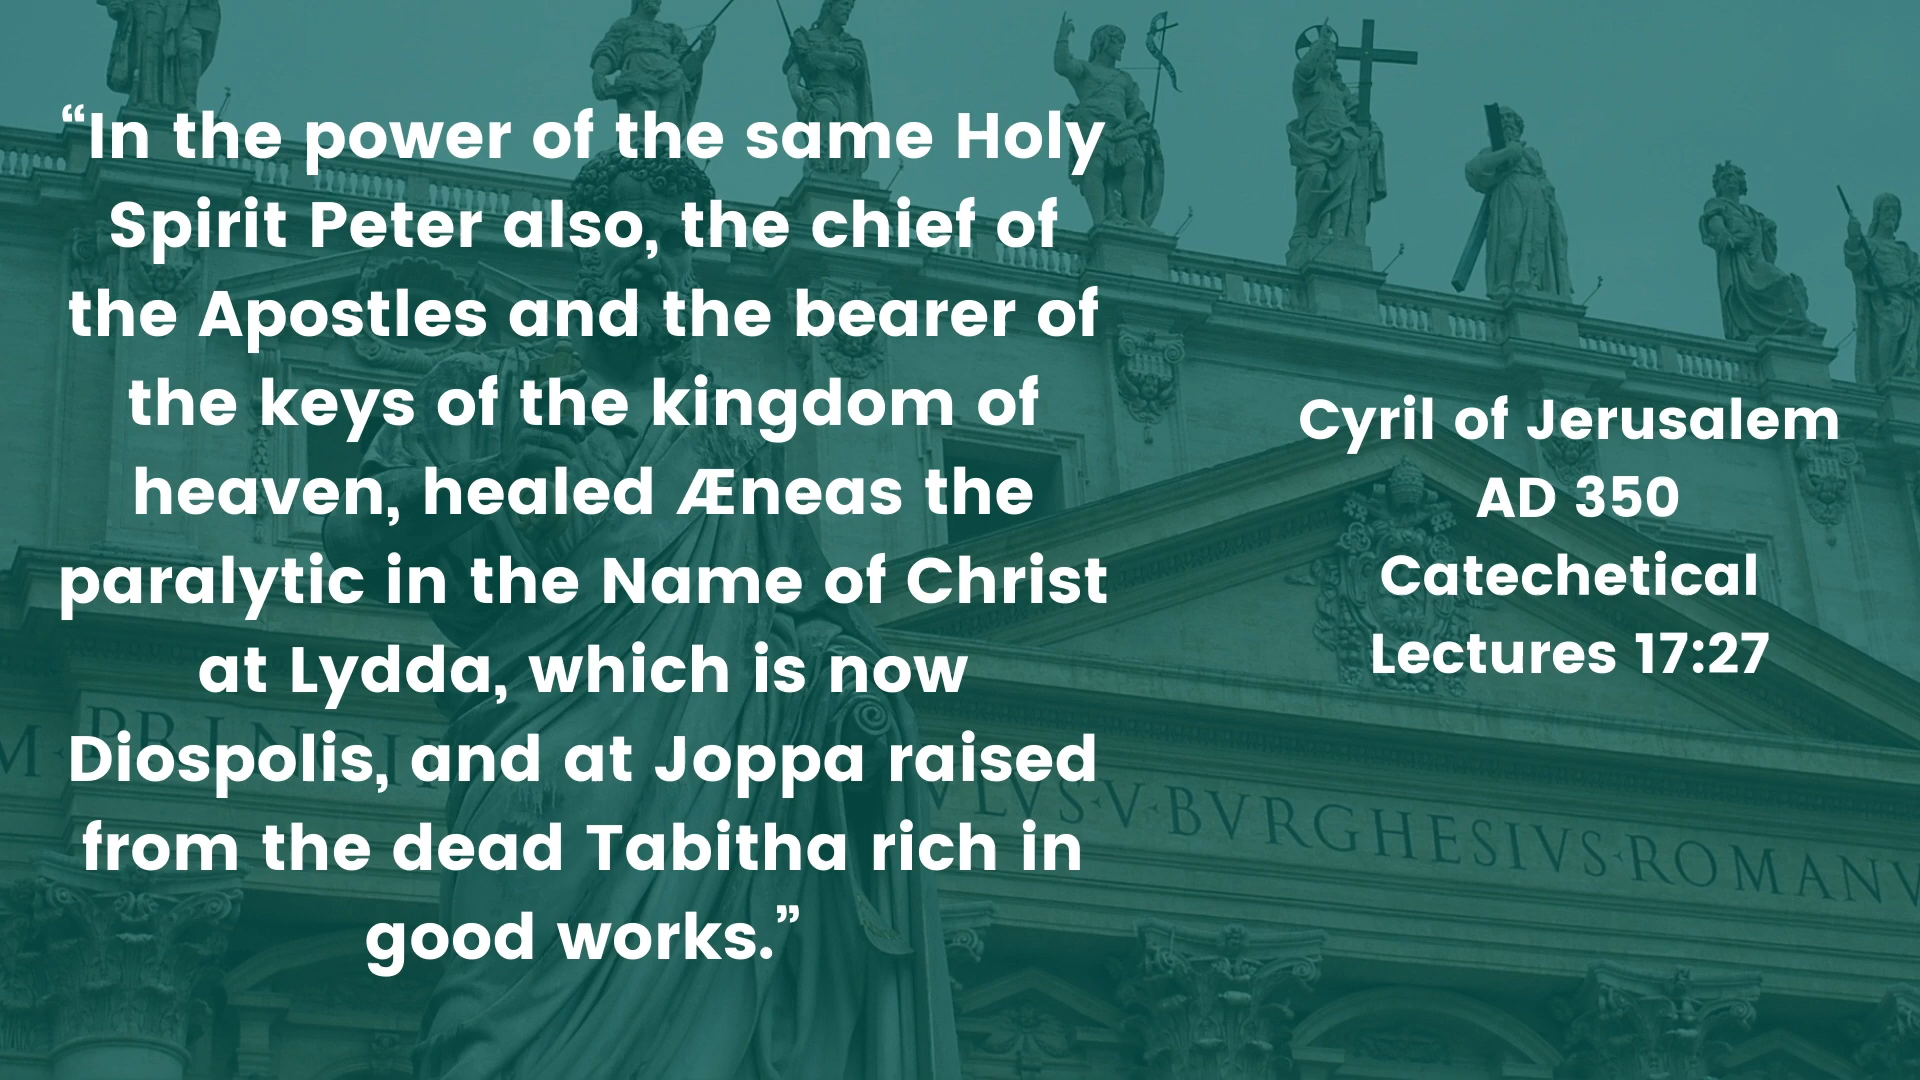 “In the power of the same Holy
Spirit Peter also, the chief of
the Apostles and the bearer of
the keys of the kingdom of
heaven, healed Æneas the
paralytic in the Name of Christ
at Lydda, which is now
Diospolis, and at Joppa raised
from the dead Tabitha rich in
good works.”
Cyril of Jerusalem
AD 350
Catechetical
Lectures 17:27
M PRINCI
VLVS·V·BVRGHESIVS·ROMANV